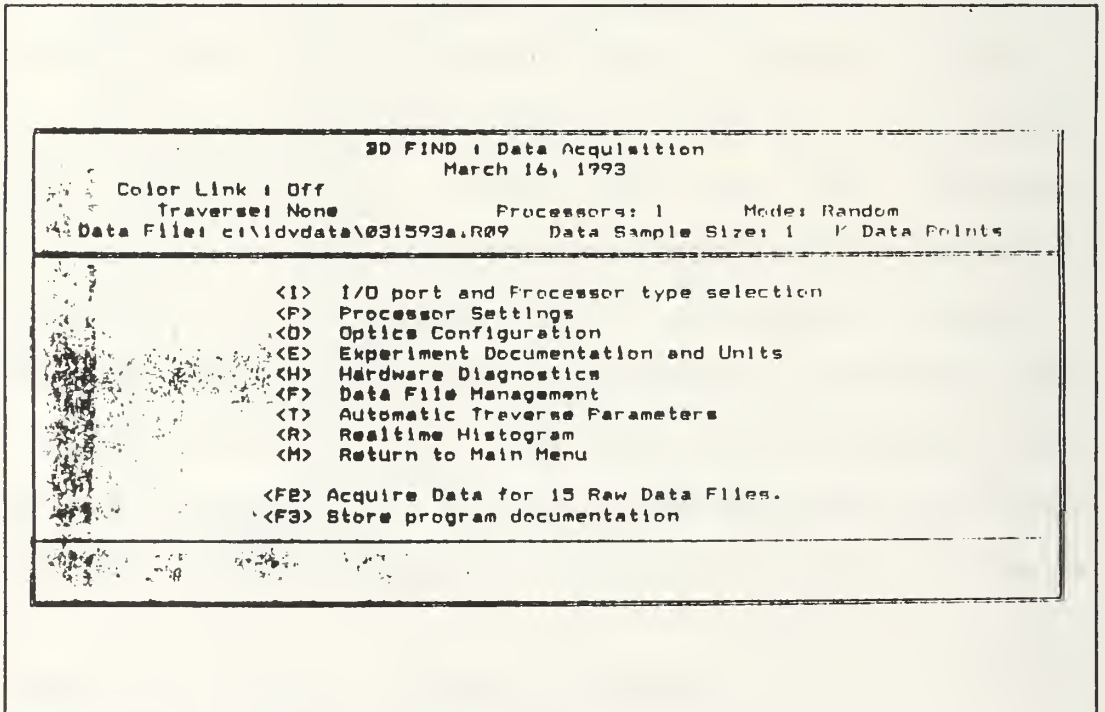 3D FIND : Data Acquisition
March 16, 1993
Color Link : Off
Traverse: None Processors: 1 Mode: Random
Data File: c:\ldvdata\031593a.R09 Data Sample Size: 1 K Data Points
<I> I/O port and Processor type selection
<P> Processor Settings
<O> Optics Configuration
<E> Experiment Documentation and Units
<H> Hardware Diagnostics
<F> Data File Management
<T> Automatic Traverse Parameters
<R> Realtime Histogram
<M> Return to Main Menu
<F2> Acquire Data for 15 Raw Data Files.
<F3> Store program documentation